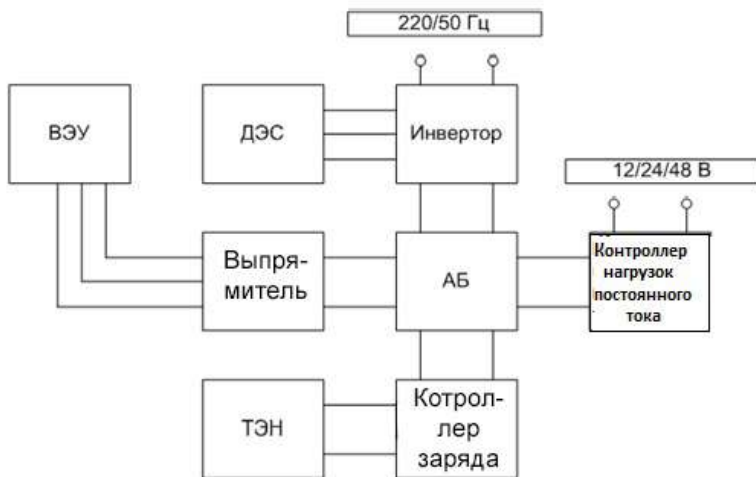 220/50 Гц
ВЭУ
ДЭС
Инвертор
12/24/48 В
Выпря-
митель
АБ
Контроллер
нагрузок
постоянного
тока
ТЭН
Котрол-
лер
заряда